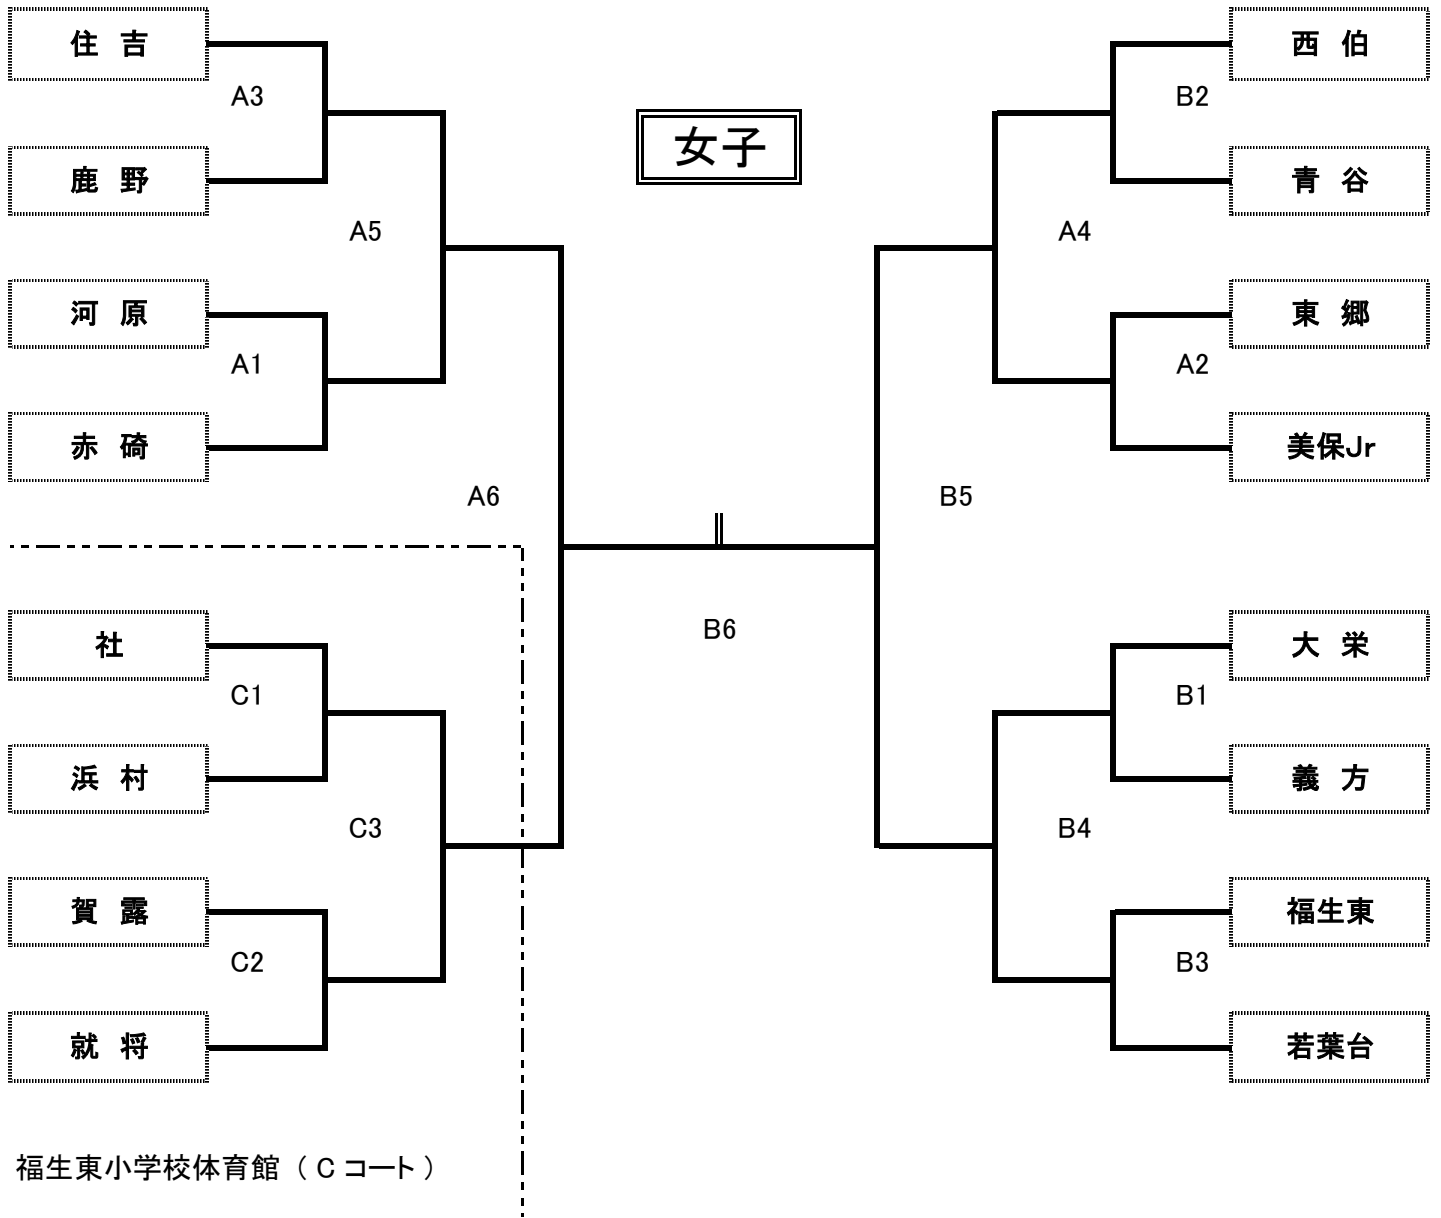 住 吉
西 伯
A3
B2
女子
鹿 野
青 谷
A5
A4
河 原
東 郷
A1
A2
赤 碕
美保Jr
A6
B5
B6
社
大 栄
C1
B1
浜 村
義 方
C3
B4
賀 露
福生東
C2
B3
就 将
若葉台
福生東小学校体育館 （ C コート ）